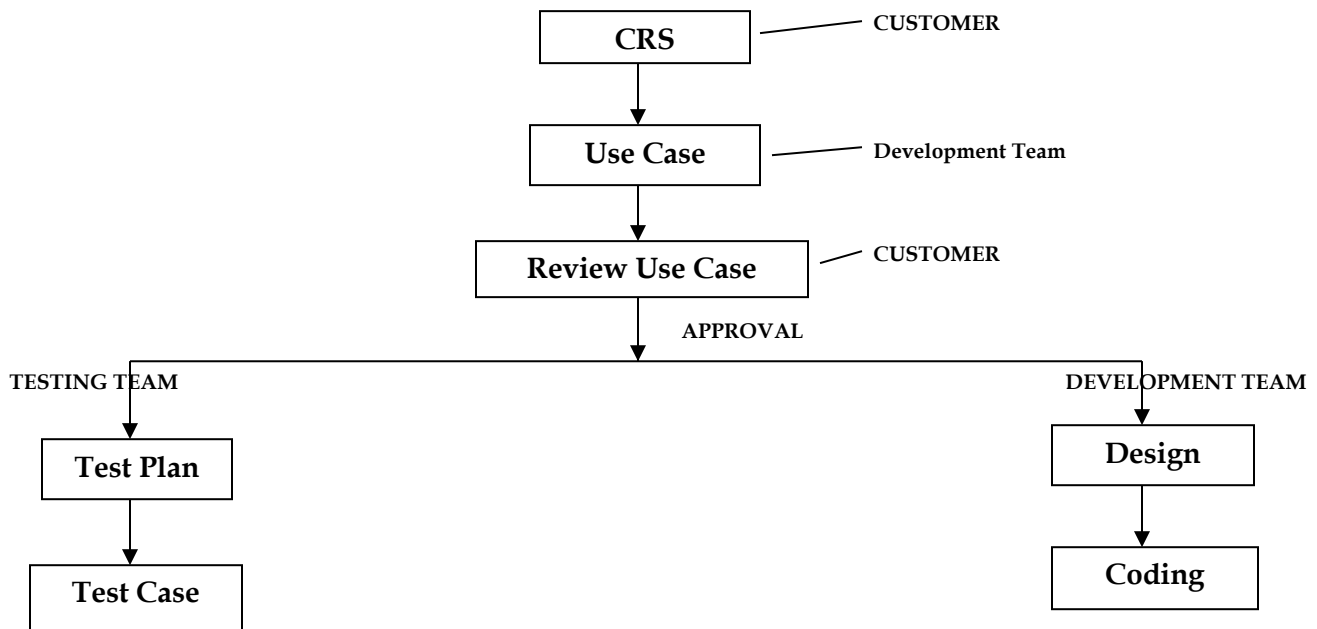 CRS
CUSTOMER
Use Case
Development Team
Review Use Case
CUSTOMER
APPROVAL
TESTING TEAM
DEVELOPMENT TEAM
Test Plan
Design
Test Case
Coding